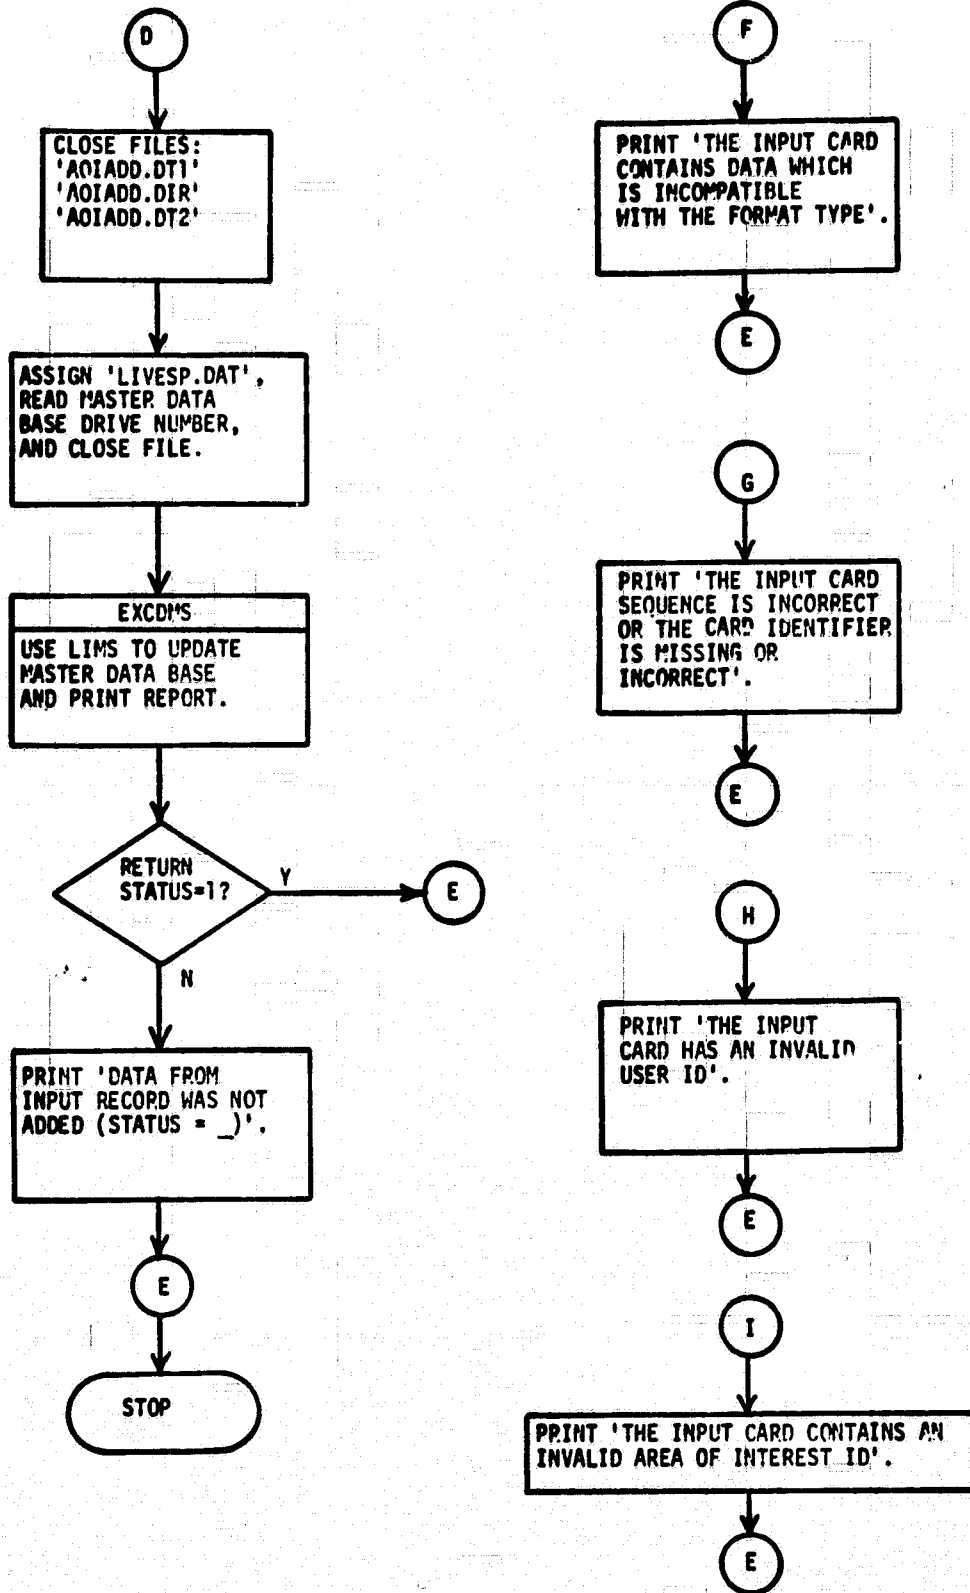 D
CLOSE FILES:
'AOIADD.DT1'
'AOIADD.DIR'
'AOIADD.DT2'
ASSIGN 'LIVESP.DAT',
READ MASTER DATA
BASE DRIVE NUMBER,
AND CLOSE FILE.
EXCDMS
USE LIMS TO UPDATE
MASTER DATA BASE
AND PRINT REPORT.
RETURN
STATUS=1?
Y
E
N
PRINT 'DATA FROM
INPUT RECORD WAS NOT
ADDED (STATUS = _)'.
E
STOP
F
PRINT 'THE INPUT CARD
CONTAINS DATA WHICH
IS INCOMPATIBLE
WITH THE FORMAT TYPE'.
E
G
PRINT 'THE INPUT CARD
SEQUENCE IS INCORRECT
OR THE CARD IDENTIFIER
IS MISSING OR
INCORRECT'.
E
H
PRINT 'THE INPUT
CARD HAS AN INVALID
USER ID'.
E
I
PRINT 'THE INPUT CARD CONTAINS AN
INVALID AREA OF INTEREST ID'.
E